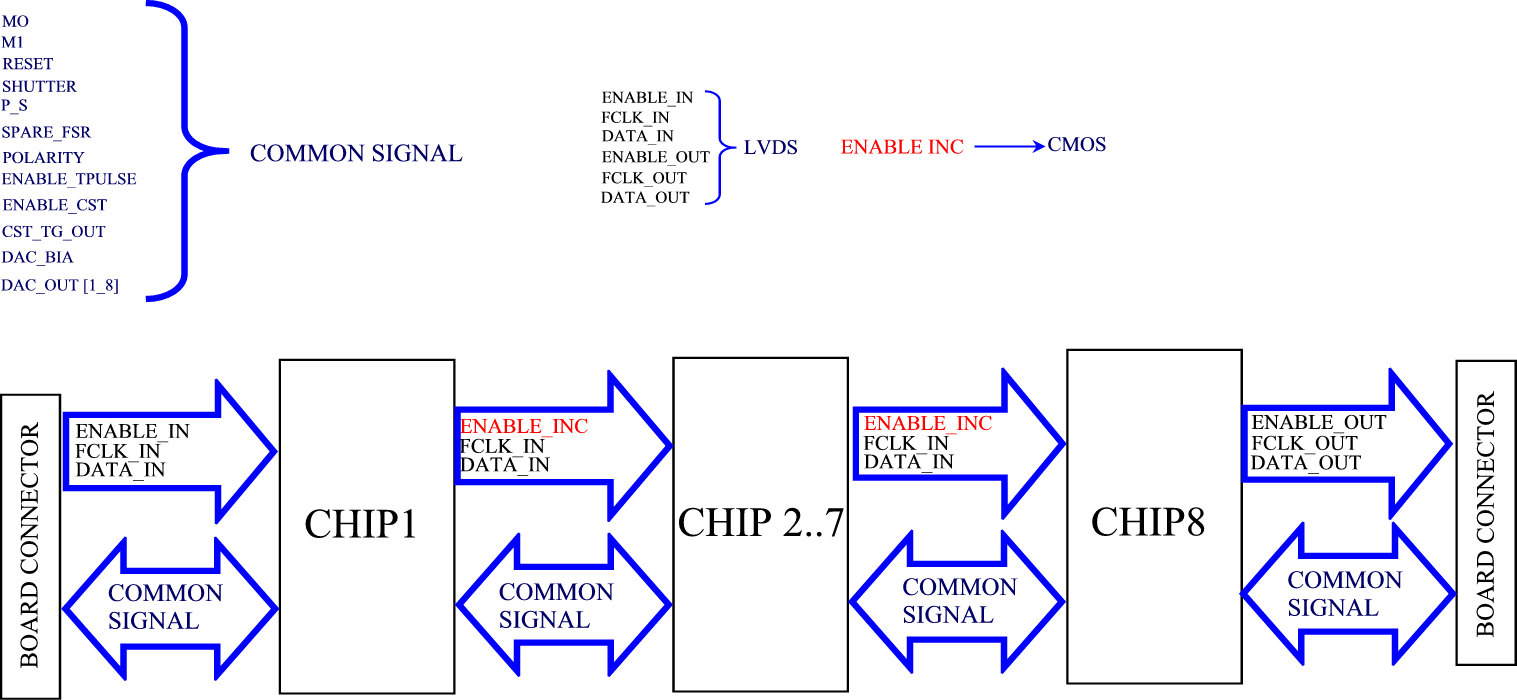 MO
M1
RESET
SHUTTER
P_S
SPARE_FSR
POLARITY
ENABLE_TPULSE
ENABLE_CST
CST_TG_OUT
DAC_BIA
DAC_OUT [1_8]
COMMON SIGNAL
ENABLE_IN
FCLK_IN
DATA_IN
ENABLE_OUT
FCLK_OUT
DATA_OUT
LVDS
ENABLE INC
CMOS
BOARD CONNECTOR
ENABLE_IN
FCLK_IN
DATA_IN
COMMON
SIGNAL
CHIP1
ENABLE_INC
FCLK_IN
DATA_IN
COMMON
SIGNAL
CHIP 2..7
ENABLE_INC
FCLK_IN
DATA_IN
COMMON
SIGNAL
CHIP8
ENABLE_OUT
FCLK_OUT
DATA_OUT
COMMON
SIGNAL
BOARD CONNECTOR